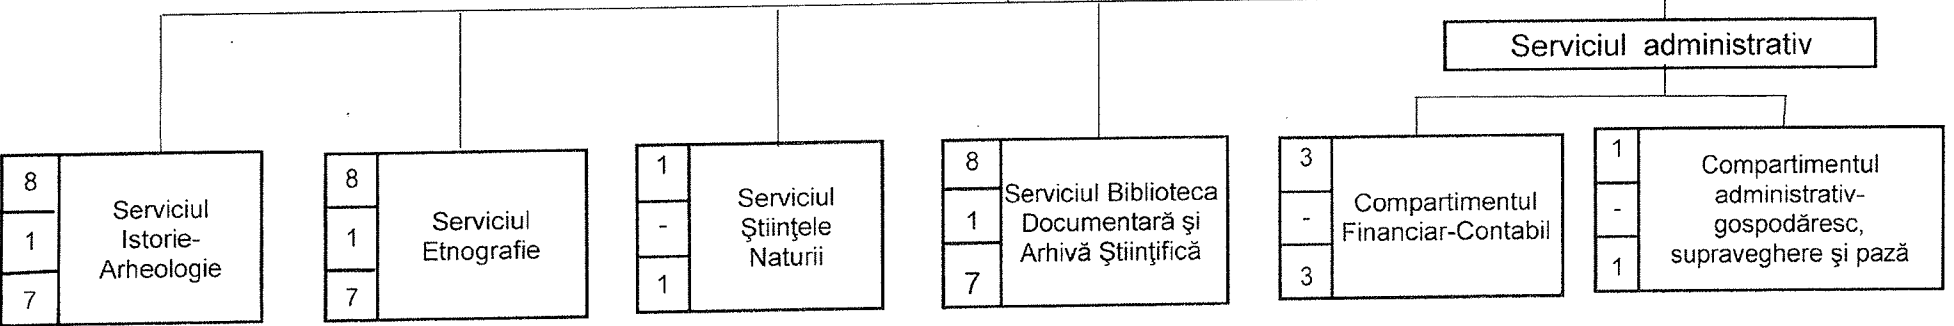 Serviciul administrativ
8
1
7
Serviciul
Istorie-
Arheologie
8
1
7
Serviciul
Etnografie
1
-
1
Serviciul
Ştiinţele
Naturii
8
1
7
Serviciul Biblioteca
Documentară şi
Arhivă Ştiinţifică
3
-
3
Compartimentul
Financiar-Contabil
1
-
1
Compartimentul
administrativ-
gospodăresc,
supraveghere şi pază